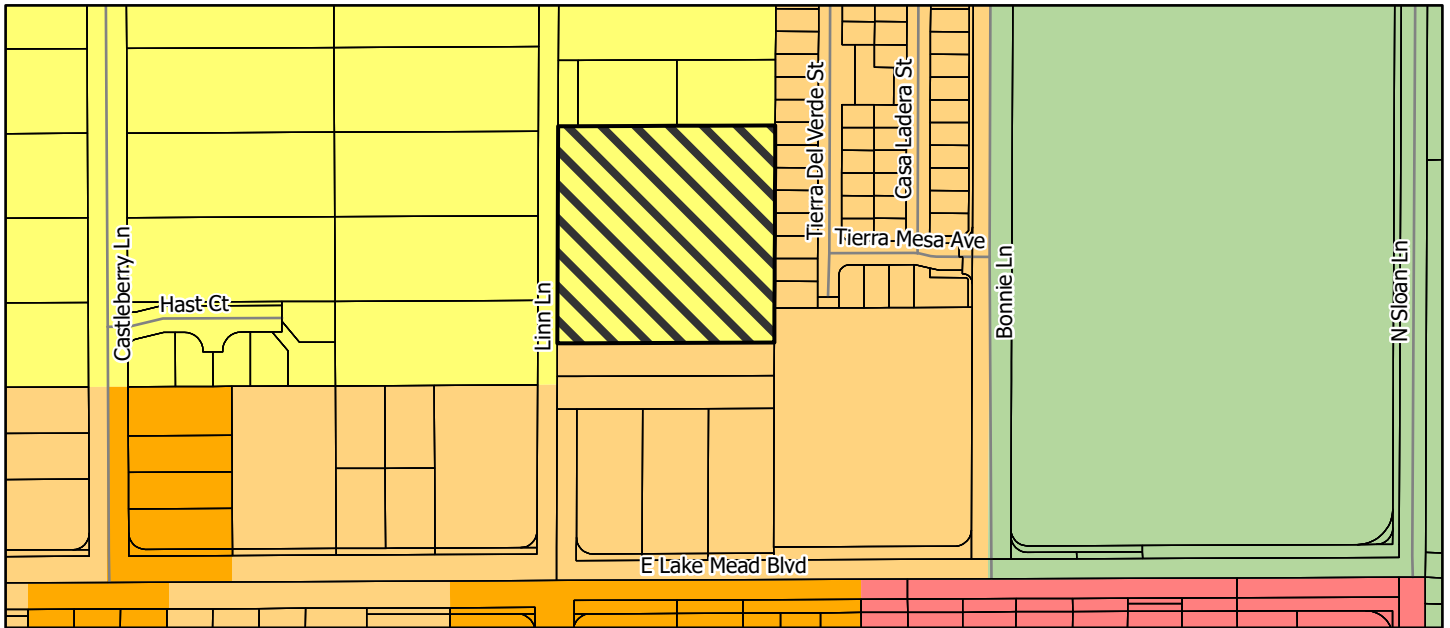 Tierra Del Verde St
Casa Ladera St
Tierra Mesa Ave
Castleberry Ln
Hast Ct
Linn Ln
Bonnie Ln
N Sloan Ln
E Lake Mead Blvd